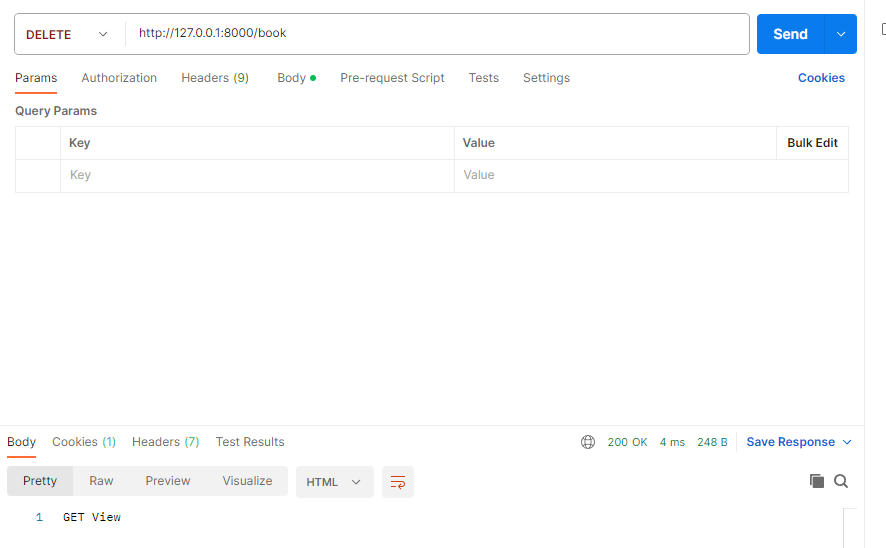 DELETE http://127.0.0.1:8000/book Send
Params Authorization Headers (9) Body Pre-request Script Tests Settings Cookies
Query Params
Key Value Bulk Edit
Key Value
Body Cookies (1) Headers (7) Test Results 200 OK 4 ms 248 B Save Response
Pretty Raw Preview Visualize HTML
1 GET View